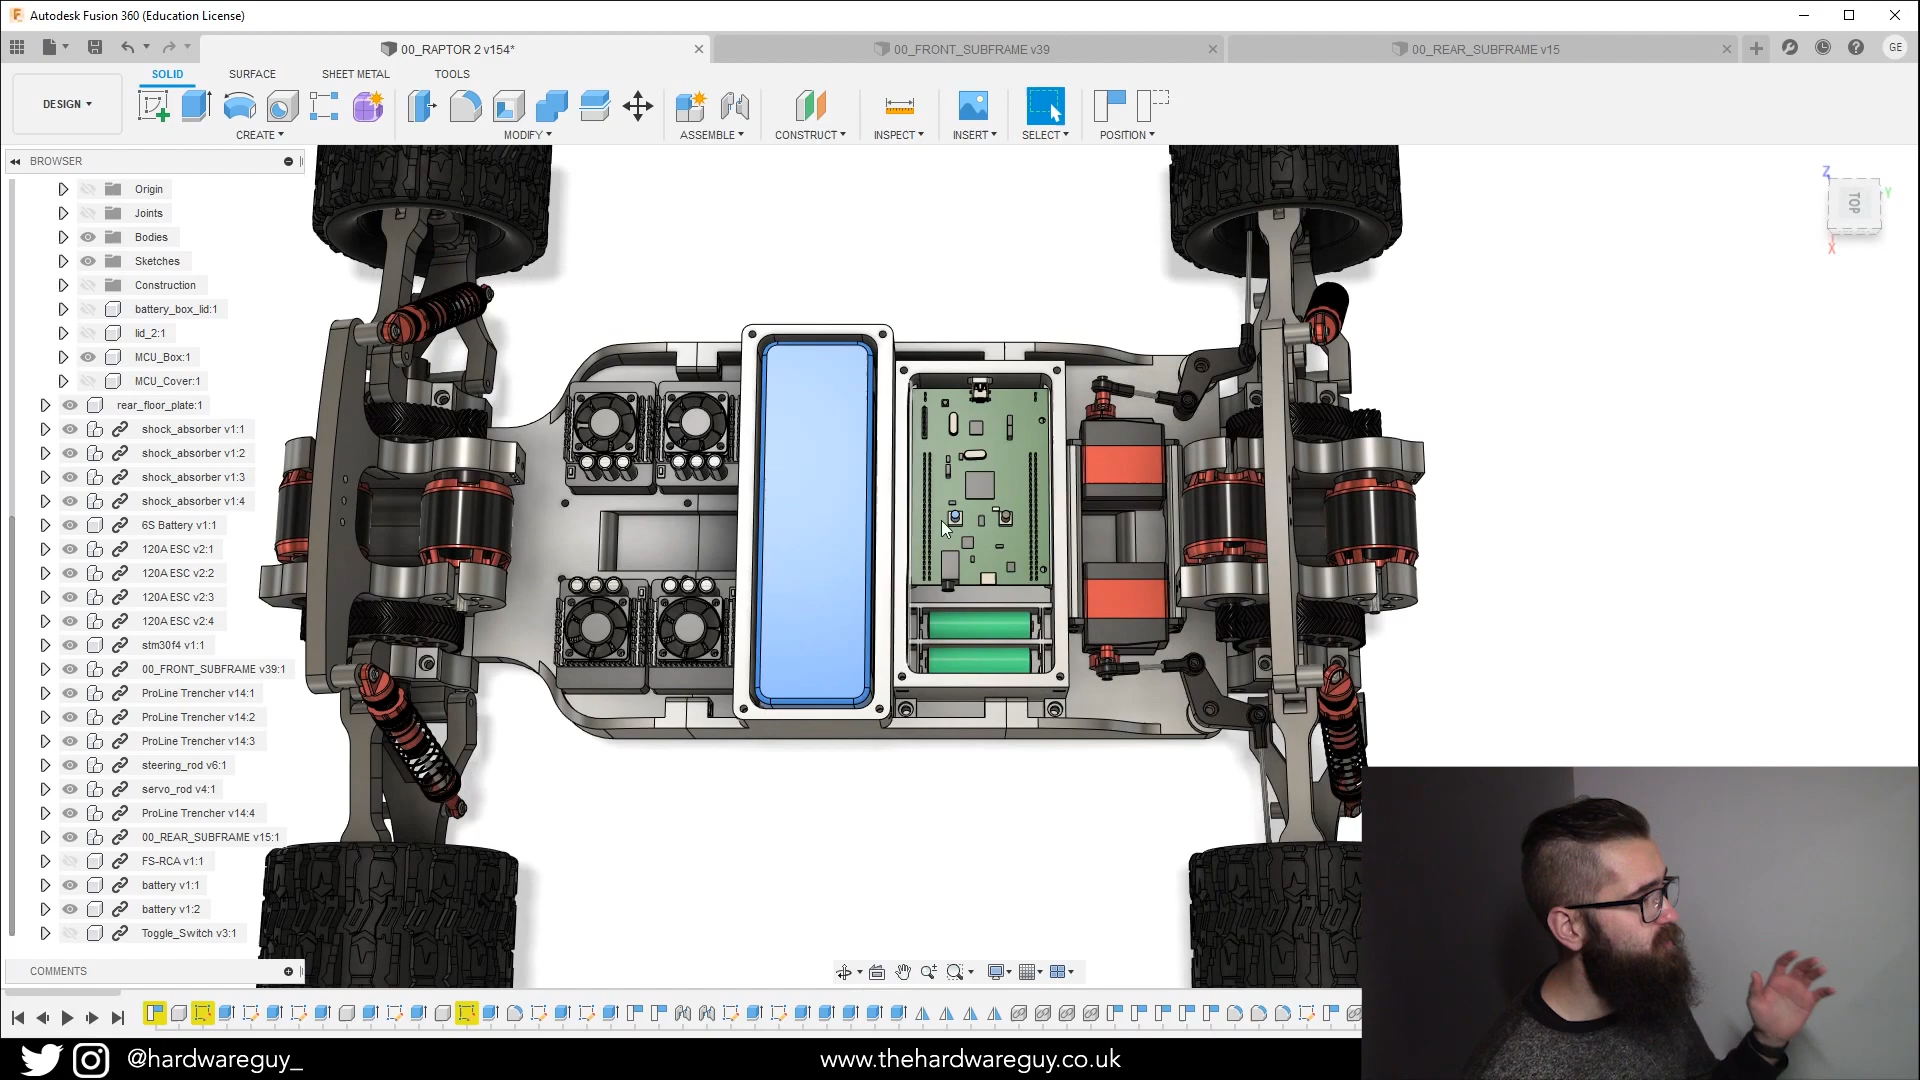 Autodesk Fusion 360 (Education License)
00_RAPTOR 2 v154*
00_FRONT_SUBFRAME v39
00_REAR_SUBFRAME v15
GE
SOLID
SURFACE
SHEET METAL
TOOLS
DESIGN
CREATE
MODIFY
ASSEMBLE
CONSTRUCT
INSPECT
INSERT
SELECT
POSITION
BROWSER
Origin
Joints
Bodies
Sketches
Construction
battery_box_lid:1
lid_2:1
MCU_Box:1
MCU_Cover:1
rear_floor_plate:1
shock_absorber v1:1
shock_absorber v1:2
shock_absorber v1:3
shock_absorber v1:4
6S Battery v1:1
120A ESC v2:1
120A ESC v2:2
120A ESC v2:3
120A ESC v2:4
stm30f4 v1:1
00_FRONT_SUBFRAME v39:1
ProLine Trencher v14:1
ProLine Trencher v14:2
ProLine Trencher v14:3
steering_rod v6:1
servo_rod v4:1
ProLine Trencher v14:4
00_REAR_SUBFRAME v15:1
FS-RCA v1:1
battery v1:1
battery v1:2
Toggle_Switch v3:1
Z
Y
TOP
X
COMMENTS
@hardwareguy_
www.thehardwareguy.co.uk